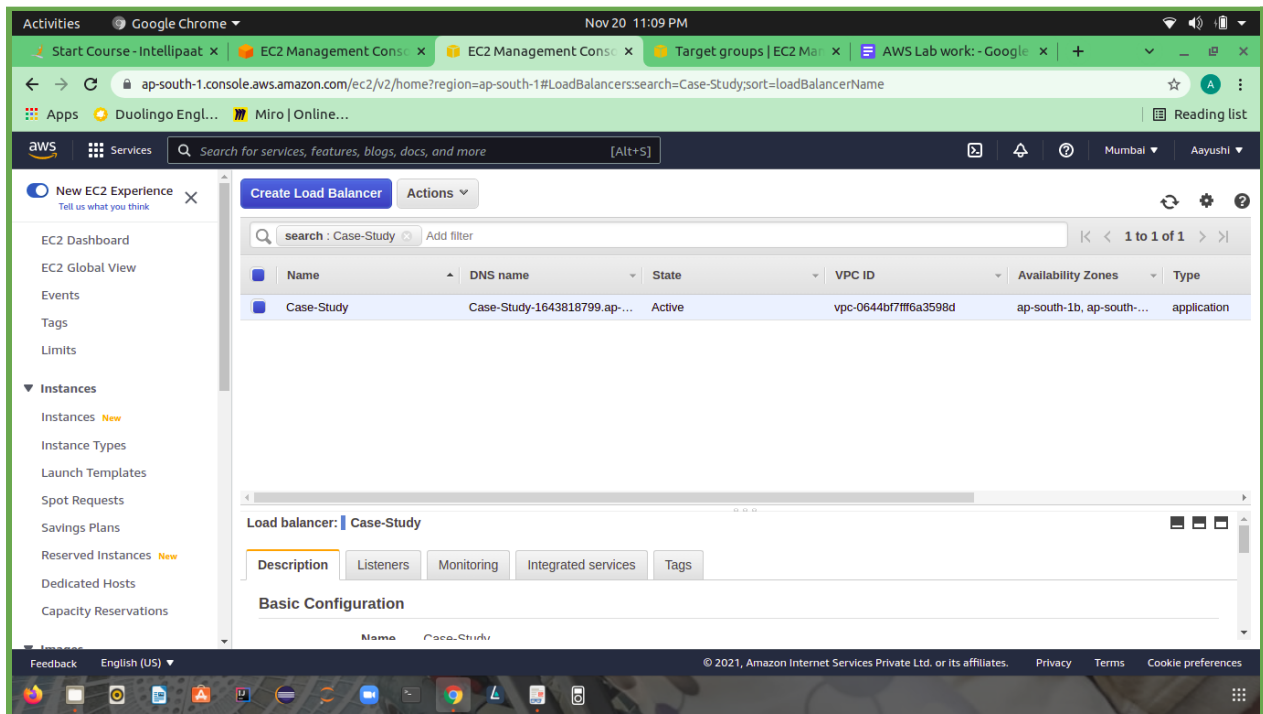 Activities Google Chrome ▾ Nov 20 11:09 PM
Start Course - Intellipaat × EC2 Management Consc × EC2 Management Consc × Target groups | EC2 Man × AWS Lab work: - Google × +
ap-south-1.console.aws.amazon.com/ec2/v2/home?region=ap-south-1#LoadBalancers:search=Case-Study;sort=loadBalancerName A
Apps Duolingo Engl... Miro | Online... Reading list
aws Services Search for services, features, blogs, docs, and more [Alt+S] Mumbai ▼ Aayushi ▼
New EC2 Experience
Tell us what you think
EC2 Dashboard
EC2 Global View
Events
Tags
Limits
▼ Instances
Instances New
Instance Types
Launch Templates
Spot Requests
Savings Plans
Reserved Instances New
Dedicated Hosts
Capacity Reservations
▼ Images
Create Load Balancer Actions
search : Case-Study Add filter 1 to 1 of 1
Name DNS name State VPC ID Availability Zones Type
Case-Study Case-Study-1643818799.ap-... Active vpc-0644bf7fff6a3598d ap-south-1b, ap-south-... application
Load balancer: Case-Study
Description Listeners Monitoring Integrated services Tags
Basic Configuration
Name Case-Study
Feedback English (US) ▼ © 2021, Amazon Internet Services Private Ltd. or its affiliates. Privacy Terms Cookie preferences